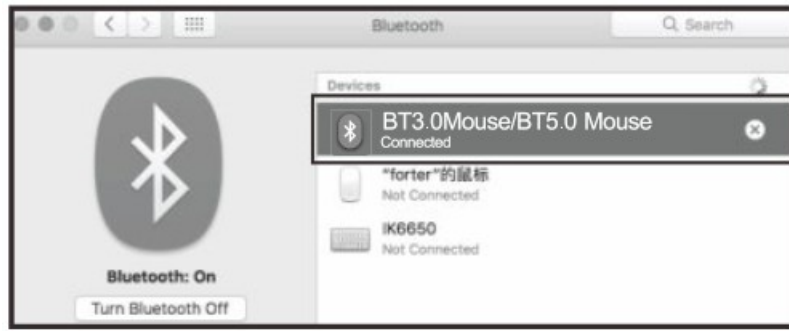 Bluetooth
Search
Devices
BT3.0Mouse/BT5.0 Mouse
Connected
"forter"的鼠标
Not Connected
IK6650
Not Connected
Bluetooth: On
Turn Bluetooth Off